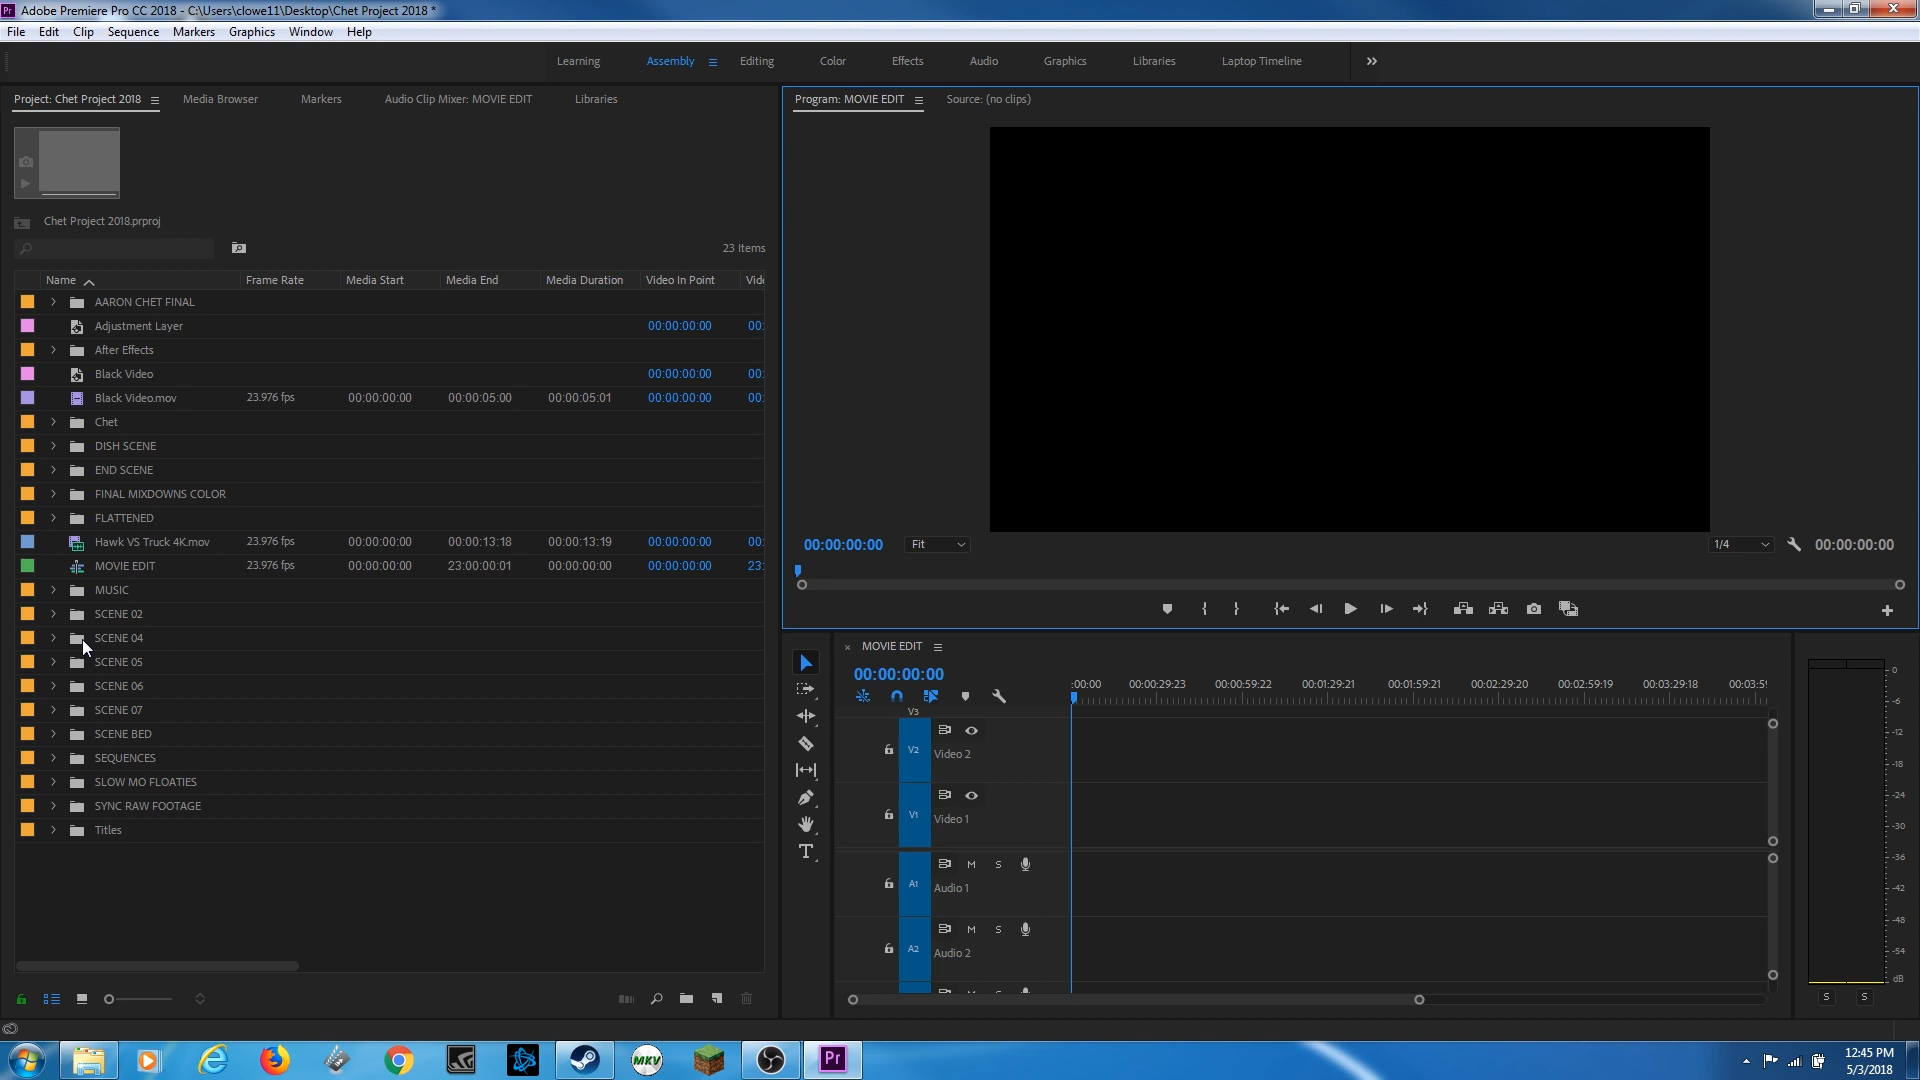 Pr Adobe Premiere Pro CC 2018 - C:\Users\clowe11\Desktop\Chet Project 2018 *
File Edit Clip Sequence Markers Graphics Window Help
Learning Assembly Editing Color Effects Audio Graphics Libraries Laptop Timeline
Project: Chet Project 2018 Media Browser Markers Audio Clip Mixer: MOVIE EDIT Libraries
Chet Project 2018.prproj
23 Items
Name Frame Rate Media Start Media End Media Duration Video In Point Vide
AARON CHET FINAL
Adjustment Layer 00:00:00:00 00:
After Effects
Black Video 00:00:00:00 00:
Black Video.mov 23.976 fps 00:00:00:00 00:00:05:00 00:00:05:01 00:00:00:00 00:
Chet
DISH SCENE
END SCENE
FINAL MIXDOWNS COLOR
FLATTENED
Hawk VS Truck 4K.mov 23.976 fps 00:00:00:00 00:00:13:18 00:00:13:19 00:00:00:00 00:
MOVIE EDIT 23.976 fps 00:00:00:00 23:00:00:01 00:00:00:00 00:00:00:00 23:
MUSIC
SCENE 02
SCENE 04
SCENE 05
SCENE 06
SCENE 07
SCENE BED
SEQUENCES
SLOW MO FLOATIES
SYNC RAW FOOTAGE
Titles
Program: MOVIE EDIT Source: (no clips)
00:00:00:00 Fit 1/4 00:00:00:00
MOVIE EDIT
00:00:00:00
:00:00 00:00:29:23 00:00:59:22 00:01:29:21 00:01:59:21 00:02:29:20 00:02:59:19 00:03:29:18 00:03:59:
V3
V2 Video 2
V1 Video 1
A1 M S Audio 1
A2 M S Audio 2
0
-6
-12
-18
-24
-30
-36
-42
-48
-54
dB
S S
MKV Pr
12:45 PM
5/3/2018